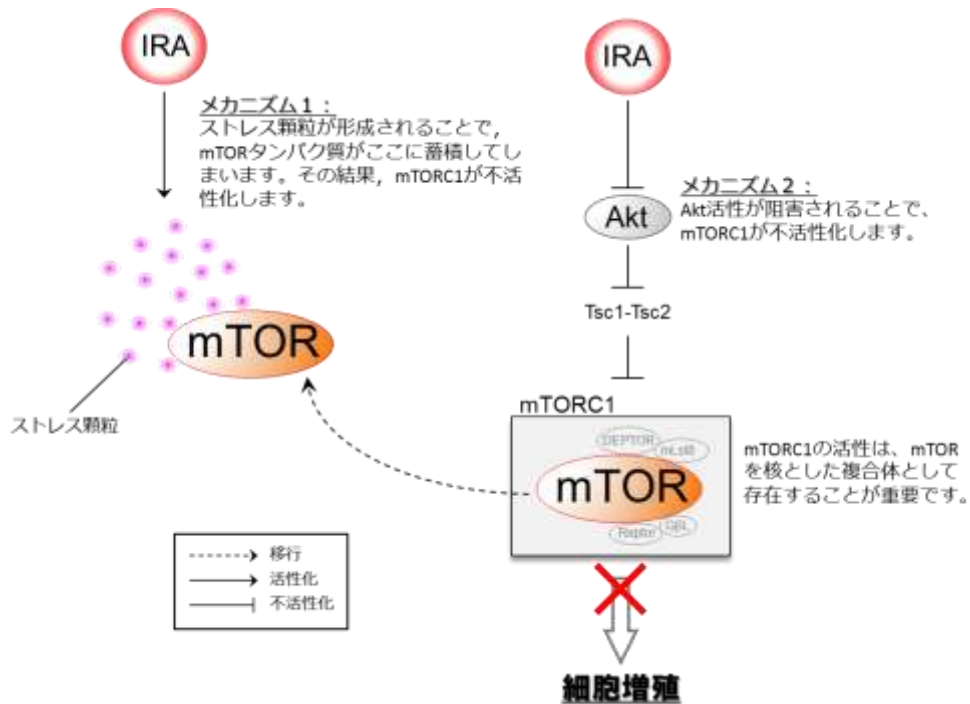 IRA
メカニズム１：
ストレス顆粒が形成されることで，
mTORタンパク質がここに蓄積してし
まいます。その結果，mTORC1が不活
性化します。
mTOR
ストレス顆粒
IRA
Akt
メカニズム２：
Akt活性が阻害されることで、
mTORC1が不活性化します。
Tsc1-Tsc2
mTORC1
DEPTOR
mTOR
Raptor
mTORC1の活性は、mTOR
を核とした複合体として
存在することが重要です。
移行
活性化
不活性化
細胞増殖